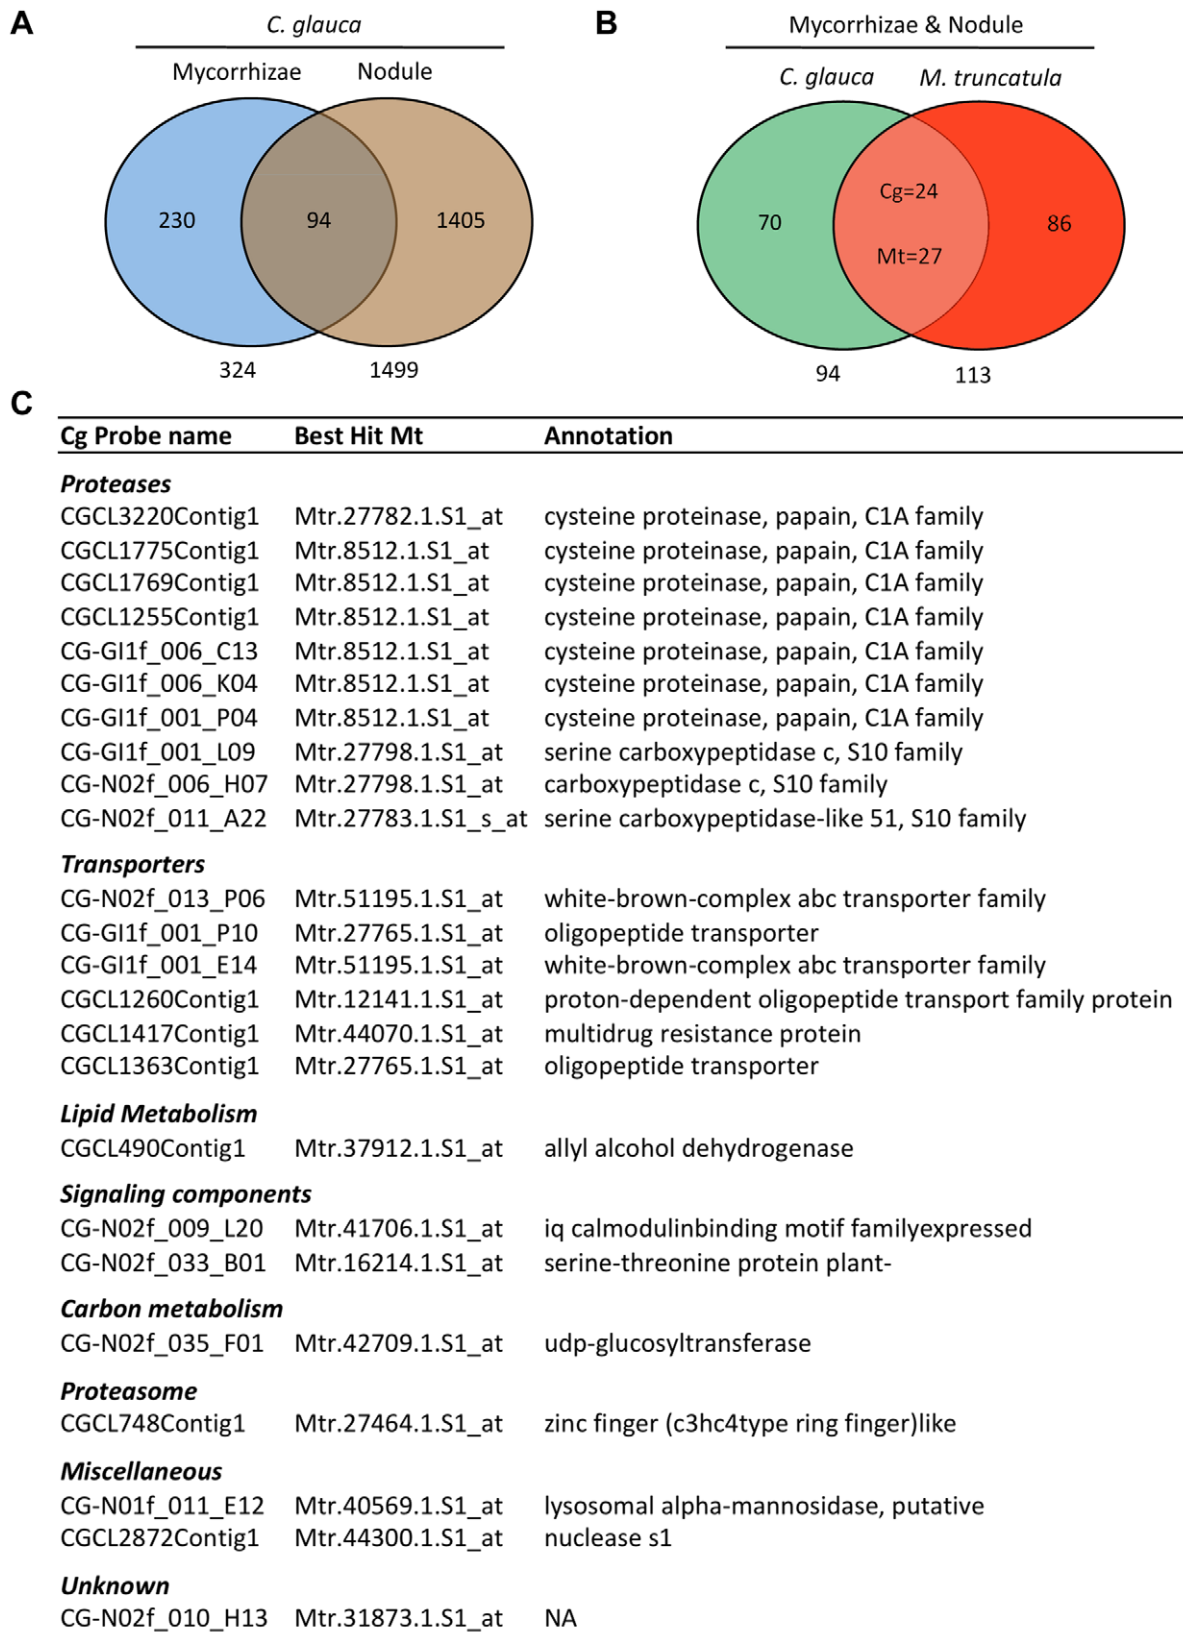 A
C. glauca
Mycorrhizae Nodule
230 94 1405
324 1499
B
Mycorrhizae & Nodule
C. glauca M. truncatula
70 Cg=24 86
Mt=27
94 113
C
Cg Probe name Best Hit Mt Annotation
Proteases
CGCL3220Contig1 Mtr.27782.1.S1_at cysteine proteinase, papain, C1A family
CGCL1775Contig1 Mtr.8512.1.S1_at cysteine proteinase, papain, C1A family
CGCL1769Contig1 Mtr.8512.1.S1_at cysteine proteinase, papain, C1A family
CGCL1255Contig1 Mtr.8512.1.S1_at cysteine proteinase, papain, C1A family
CG-GI1f_006_C13 Mtr.8512.1.S1_at cysteine proteinase, papain, C1A family
CG-GI1f_006_K04 Mtr.8512.1.S1_at cysteine proteinase, papain, C1A family
CG-GI1f_001_P04 Mtr.8512.1.S1_at cysteine proteinase, papain, C1A family
CG-GI1f_001_L09 Mtr.27798.1.S1_at serine carboxypeptidase c, S10 family
CG-N02f_006_H07 Mtr.27798.1.S1_at carboxypeptidase c, S10 family
CG-N02f_011_A22 Mtr.27783.1.S1_s_at serine carboxypeptidase-like 51, S10 family
Transporters
CG-N02f_013_P06 Mtr.51195.1.S1_at white-brown-complex abc transporter family
CG-GI1f_001_P10 Mtr.27765.1.S1_at oligopeptide transporter
CG-GI1f_001_E14 Mtr.51195.1.S1_at white-brown-complex abc transporter family
CGCL1260Contig1 Mtr.12141.1.S1_at proton-dependent oligopeptide transport family protein
CGCL1417Contig1 Mtr.44070.1.S1_at multidrug resistance protein
CGCL1363Contig1 Mtr.27765.1.S1_at oligopeptide transporter
Lipid Metabolism
CGCL490Contig1 Mtr.37912.1.S1_at allyl alcohol dehydrogenase
Signaling components
CG-N02f_009_L20 Mtr.41706.1.S1_at iq calmodulinbinding motif familyexpressed
CG-N02f_033_B01 Mtr.16214.1.S1_at serine-threonine protein plant-
Carbon metabolism
CG-N02f_035_F01 Mtr.42709.1.S1_at udp-glucosyltransferase
Proteasome
CGCL748Contig1 Mtr.27464.1.S1_at zinc finger (c3hc4type ring finger)like
Miscellaneous
CG-N01f_011_E12 Mtr.40569.1.S1_at lysosomal alpha-mannosidase, putative
CGCL2872Contig1 Mtr.44300.1.S1_at nuclease s1
Unknown
CG-N02f_010_H13 Mtr.31873.1.S1_at NA